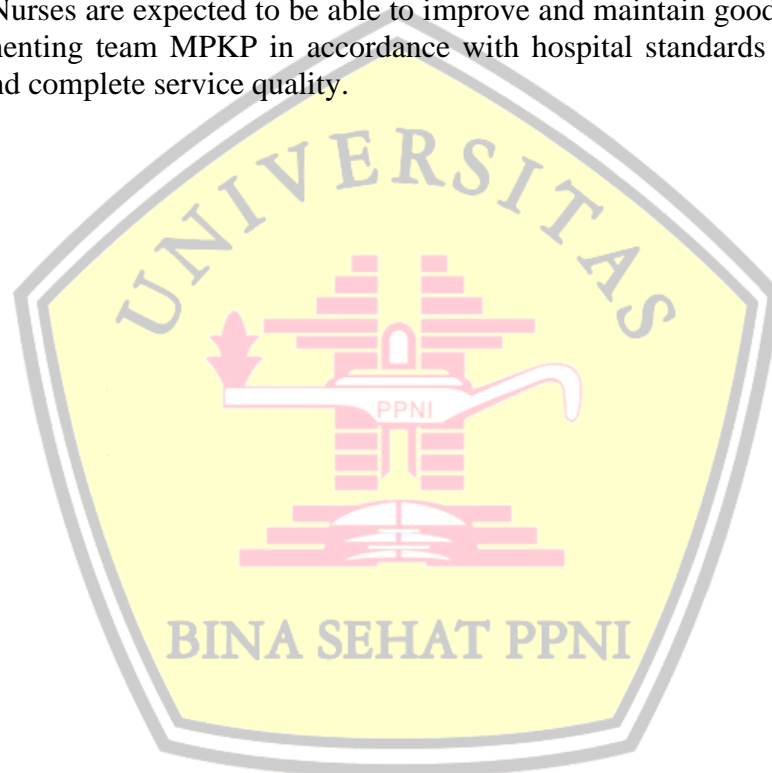 Nurses are expected to be able to improve and maintain good
menting team MPKP in accordance with hospital standards
nd complete service quality.
UNIVERSITAS
PPNI
BINA SEHAT PPNI